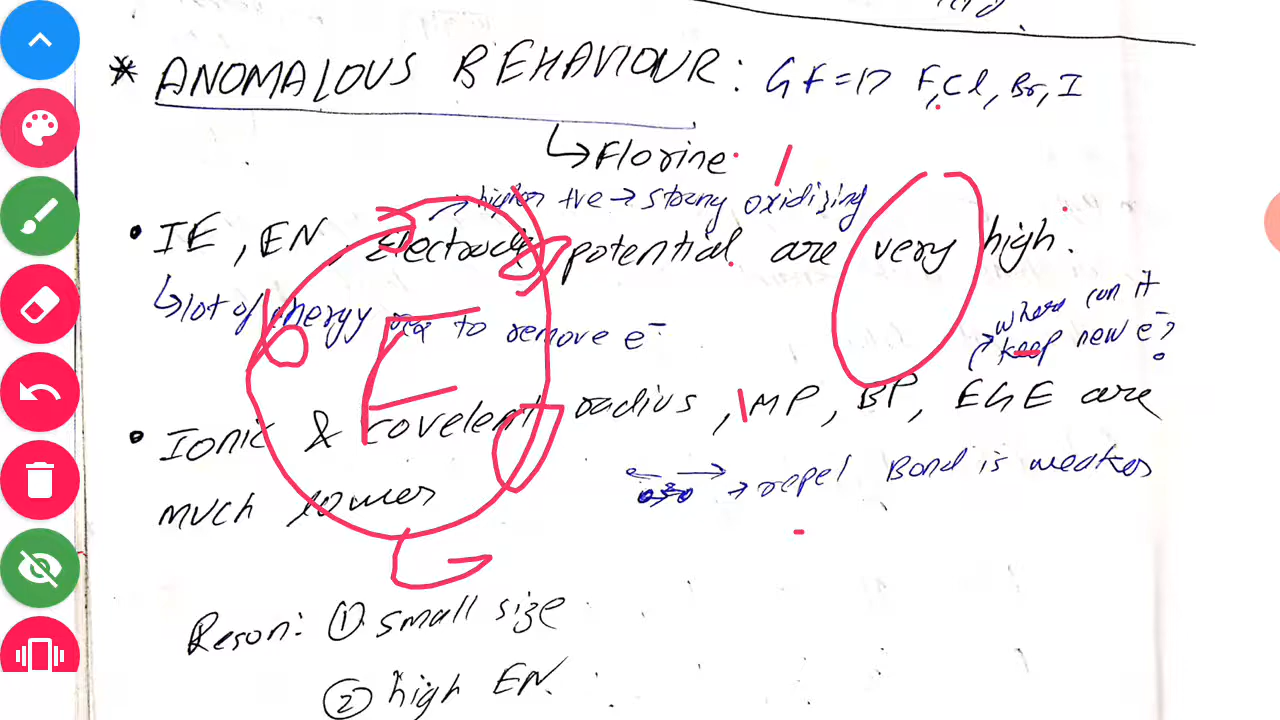 * ANOMALOUS BEHAVIOUR: GF=17 F, Cl, Br, I
↳Florine
→ higher +ve → strong oxidizing
• IE, EN, Electrode potential are very high.
↳lot of energy req to remove e⁻
where can it
keep new e⁻?
• Ionic & covelent radius, MP, BP, EGE are
much lower
→ repel Bond is weaker
Reson: ① small size
② high EN.